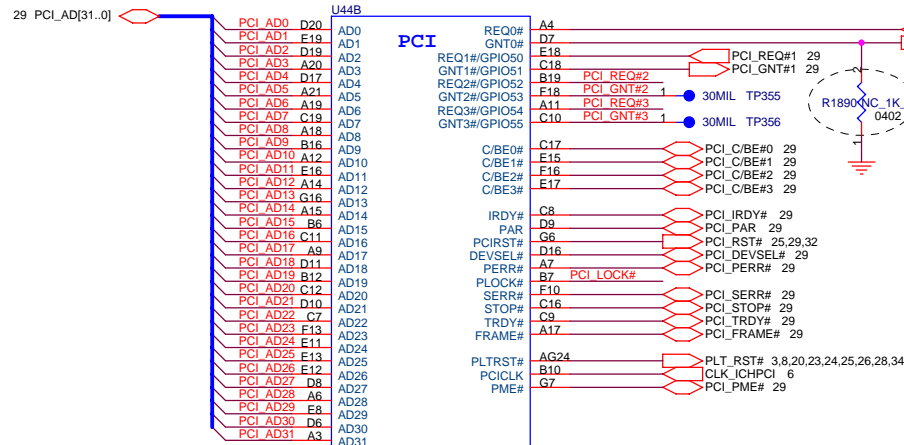 U44B
29 PCI_AD[31..0]
PCI
PCI_AD0 D20 AD0 REQ0# A4
PCI_AD1 E19 AD1 GNT0# D7
PCI_AD2 D19 AD2 REQ1#/GPIO50 E18 PCI_REQ#1 29
PCI_AD3 A20 AD3 GNT1#/GPIO51 C18 PCI_GNT#1 29
PCI_AD4 D17 AD4 REQ2#/GPIO52 B19 PCI_REQ#2
PCI_AD5 A21 AD5 GNT2#/GPIO53 F18 PCI_GNT#2 1 30MIL TP355
PCI_AD6 A19 AD6 REQ3#/GPIO54 A11 PCI_REQ#3
PCI_AD7 C19 AD7 GNT3#/GPIO55 C10 PCI_GNT#3 1 30MIL TP356
2
R1890 NC_1K_
0402_
1
PCI_AD8 A18 AD8
PCI_AD9 B16 AD9 C/BE0# C17 PCI_C/BE#0 29
PCI_AD10 A12 AD10 C/BE1# E15 PCI_C/BE#1 29
PCI_AD11 E16 AD11 C/BE2# F16 PCI_C/BE#2 29
PCI_AD12 A14 AD12 C/BE3# E17 PCI_C/BE#3 29
PCI_AD13 G16 AD13
PCI_AD14 A15 AD14 IRDY# C8 PCI_IRDY# 29
PCI_AD15 B6 AD15 PAR D9 PCI_PAR 29
PCI_AD16 C11 AD16 PCIRST# G6 PCI_RST# 25,29,32
PCI_AD17 A9 AD17 DEVSEL# D16 PCI_DEVSEL# 29
PCI_AD18 D11 AD18 PERR# A7 PCI_PERR# 29
PCI_AD19 B12 AD19 PLOCK# B7 PCI_LOCK#
PCI_AD20 C12 AD20 SERR# F10 PCI_SERR# 29
PCI_AD21 D10 AD21 STOP# C16 PCI_STOP# 29
PCI_AD22 C7 AD22 TRDY# C9 PCI_TRDY# 29
PCI_AD23 F13 AD23 FRAME# A17 PCI_FRAME# 29
PCI_AD24 E11 AD24
PCI_AD25 E13 AD25 PLTRST# AG24 PLT_RST# 3,8,20,23,24,25,26,28,34
PCI_AD26 E12 AD26 PCICLK B10 CLK_ICHPCI 6
PCI_AD27 D8 AD27 PME# G7 PCI_PME# 29
PCI_AD28 A6 AD28
PCI_AD29 E8 AD29
PCI_AD30 D6 AD30
PCI_AD31 A3 AD31